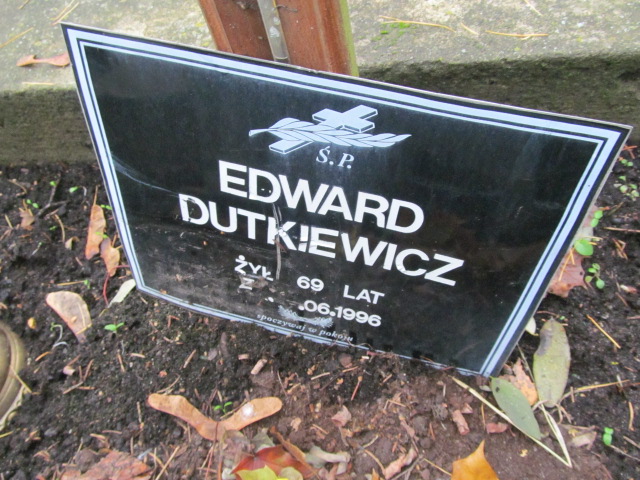 Ś.P.
EDWARD
DUTKIEWICZ
ŻYŁ 69 LAT
.06.1996
spoczywaj w pokoju